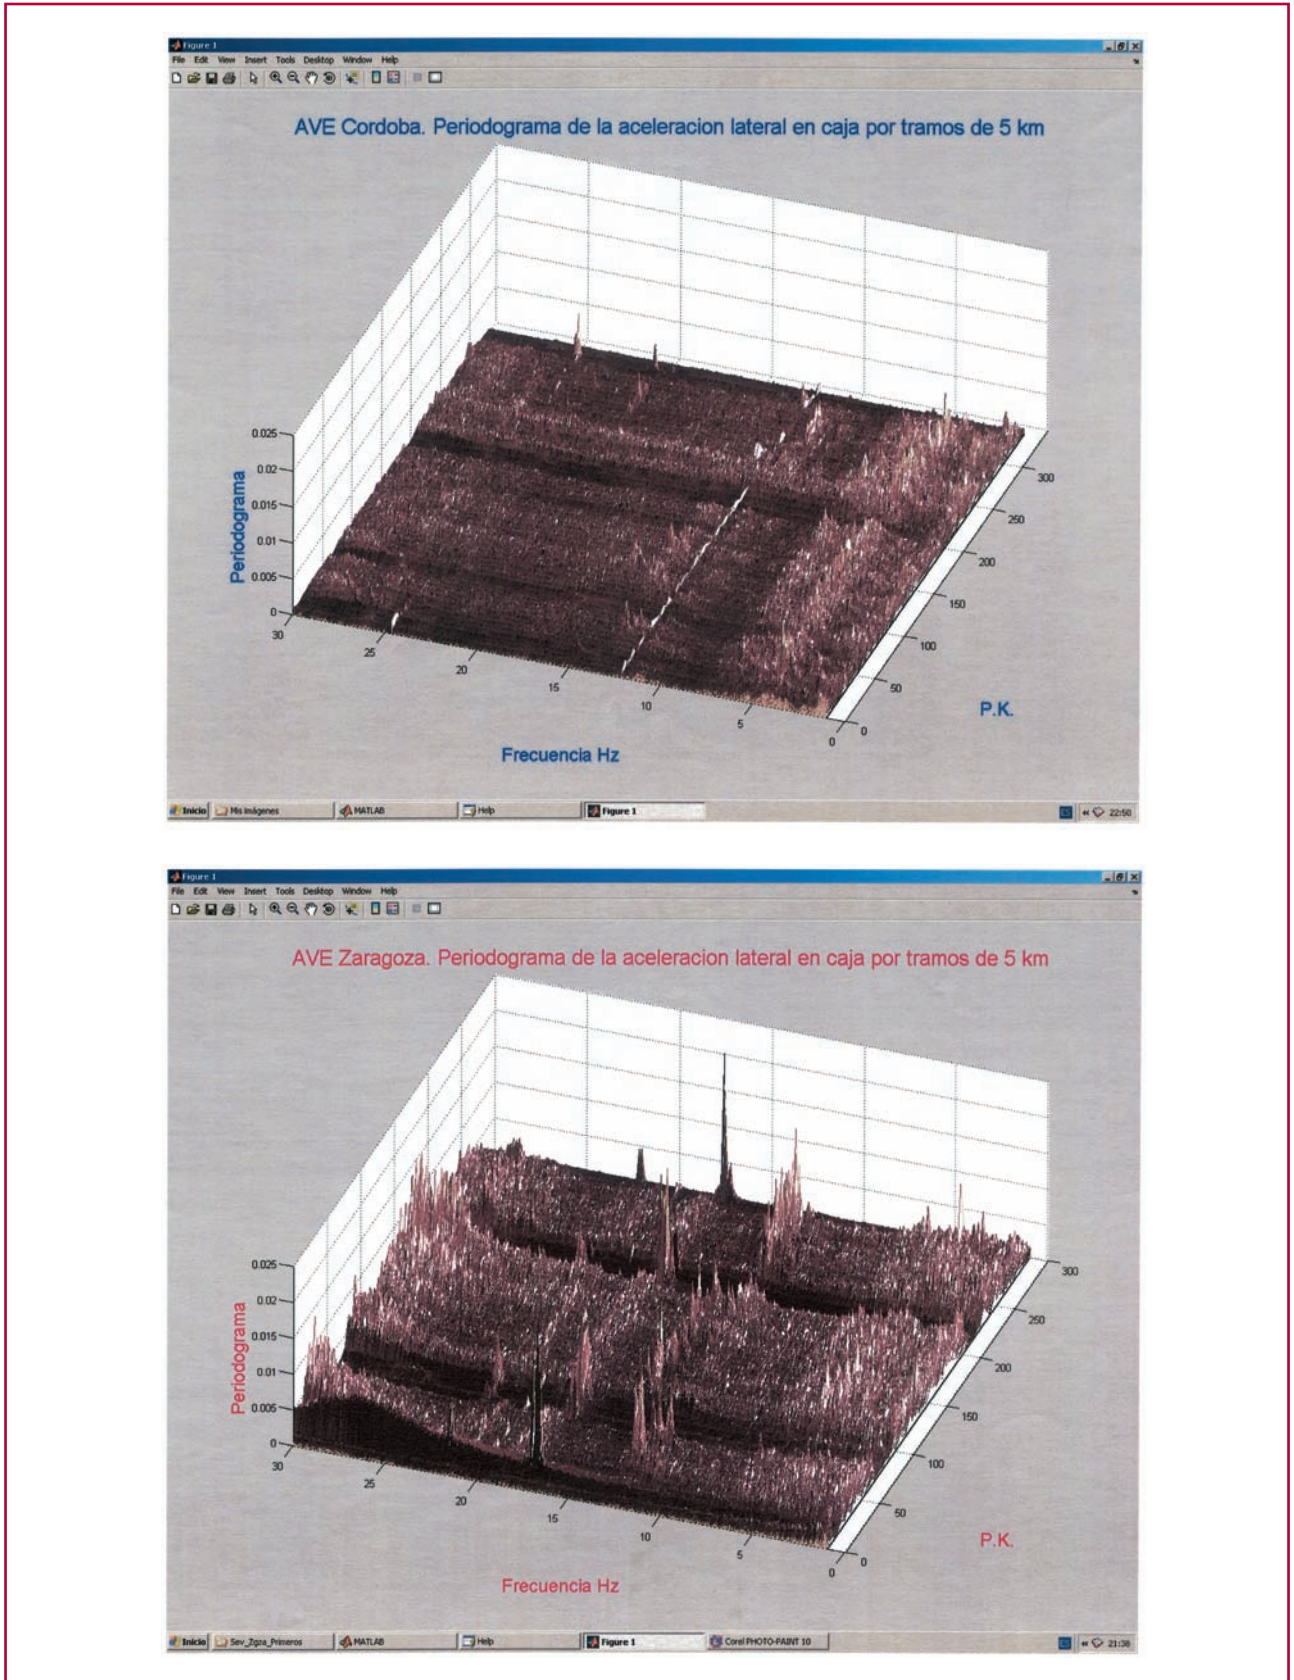 Figure 1
File Edit View Insert Tools Desktop Window Help
AVE Cordoba. Periodograma de la aceleracion lateral en caja por tramos de 5 km
0.025
0.02
0.015
0.01
0.005
0
Periodograma
30
25
20
15
10
5
0
Frecuencia Hz
0
50
100
150
200
250
300
P.K.
Inicio Mis imágenes MATLAB Help Figure 1 ES « 22:50
Figure 1
File Edit View Insert Tools Desktop Window Help
AVE Zaragoza. Periodograma de la aceleracion lateral en caja por tramos de 5 km
0.025
0.02
0.015
0.01
0.005
0
Periodograma
30
25
20
15
10
5
0
Frecuencia Hz
0
50
100
150
200
250
300
P.K.
Inicio Sev_Zgza_Primeros MATLAB Help Figure 1 Corel PHOTO-PAINT 10 ES « 21:38